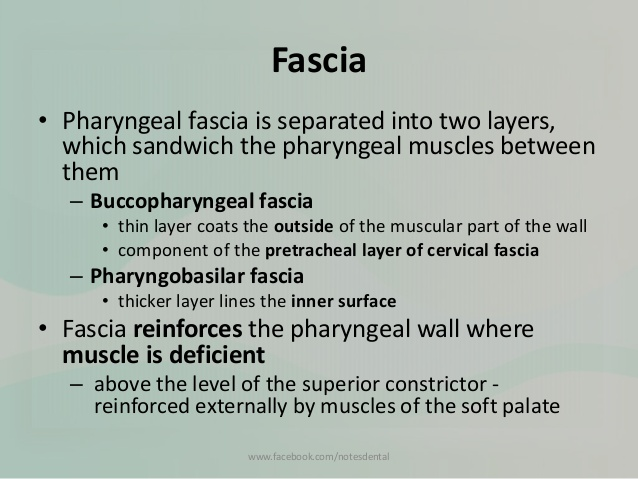 Fascia
• Pharyngeal fascia is separated into two layers,
which sandwich the pharyngeal muscles between
them
– Buccopharyngeal fascia
• thin layer coats the outside of the muscular part of the wall
• component of the pretracheal layer of cervical fascia
– Pharyngobasilar fascia
• thicker layer lines the inner surface
• Fascia reinforces the pharyngeal wall where
muscle is deficient
– above the level of the superior constrictor -
reinforced externally by muscles of the soft palate
www.facebook.com/notesdental